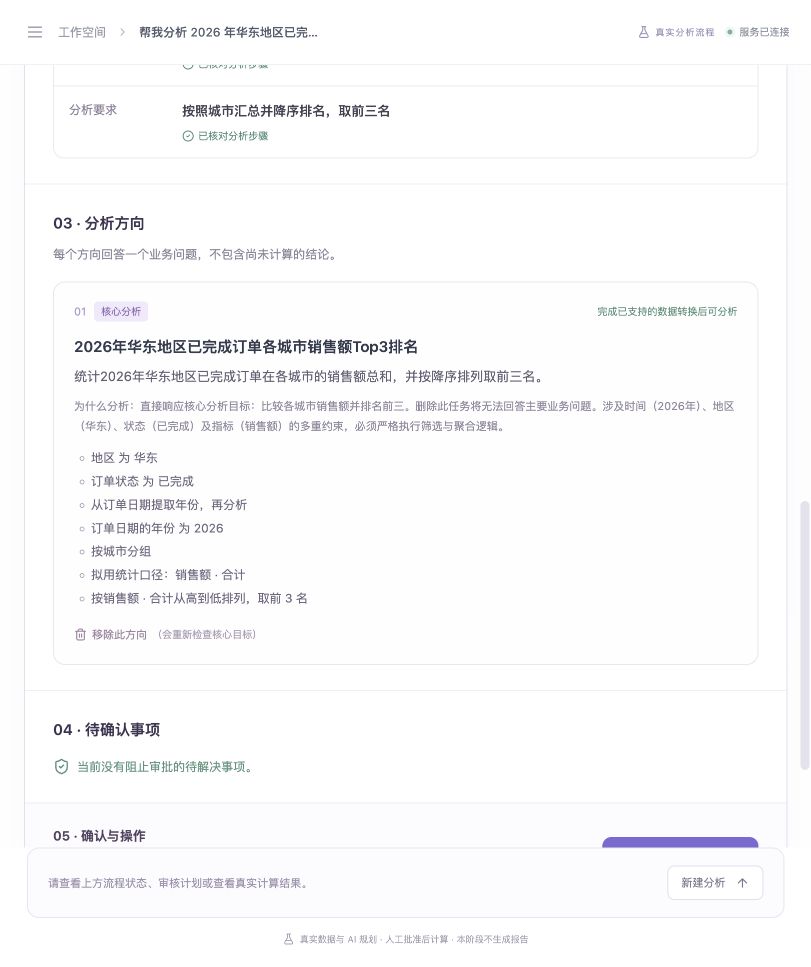 工作空间
帮我分析 2026 年华东地区已完...
真实分析流程
服务已连接
已核对分析步骤
分析要求
按照城市汇总并降序排名，取前三名
已核对分析步骤
03 · 分析方向
每个方向回答一个业务问题，不包含尚未计算的结论。
01 核心分析
完成已支持的数据转换后可分析
2026年华东地区已完成订单各城市销售额Top3排名
统计2026年华东地区已完成订单在各城市的销售额总和，并按降序排列取前三名。
为什么分析：直接响应核心分析目标：比较各城市销售额并排名前三。删除此任务将无法回答主要业务问题。涉及时间（2026年）、地区
（华东）、状态（已完成）及指标（销售额）的多重约束，必须严格执行筛选与聚合逻辑。
地区 为 华东
订单状态 为 已完成
从订单日期提取年份，再分析
订单日期的年份 为 2026
按城市分组
拟用统计口径：销售额 · 合计
按销售额 · 合计从高到低排列，取前 3 名
移除此方向 （会重新检查核心目标）
04 · 待确认事项
当前没有阻止审批的待解决事项。
05 · 确认与操作
请查看上方流程状态、审核计划或查看真实计算结果。
新建分析
真实数据与 AI 规划 · 人工批准后计算 · 本阶段不生成报告